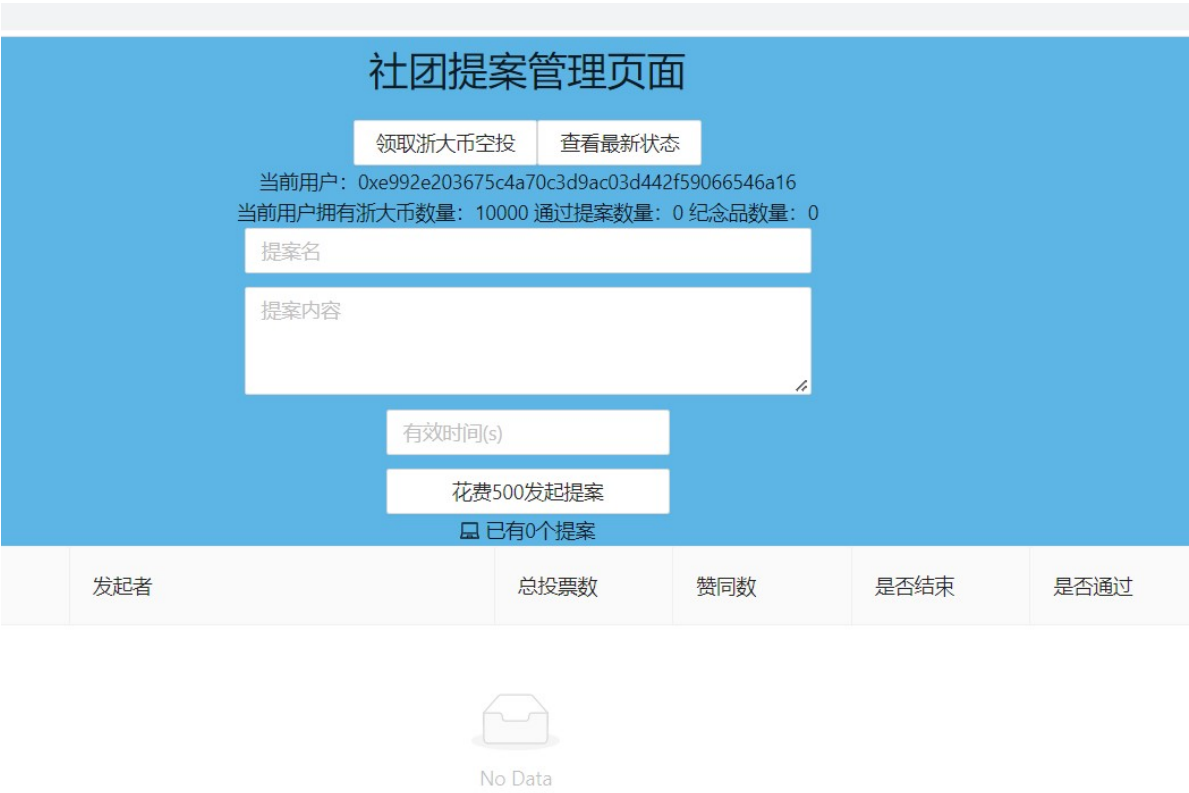 社团提案管理页面
领取浙大币空投 查看最新状态
当前用户：0xe992e203675c4a70c3d9ac03d442f59066546a16
当前用户拥有浙大币数量：10000 通过提案数量：0 纪念品数量：0
提案名
提案内容
有效时间(s)
花费500发起提案
已有0个提案
发起者 总投票数 赞同数 是否结束 是否通过
No Data